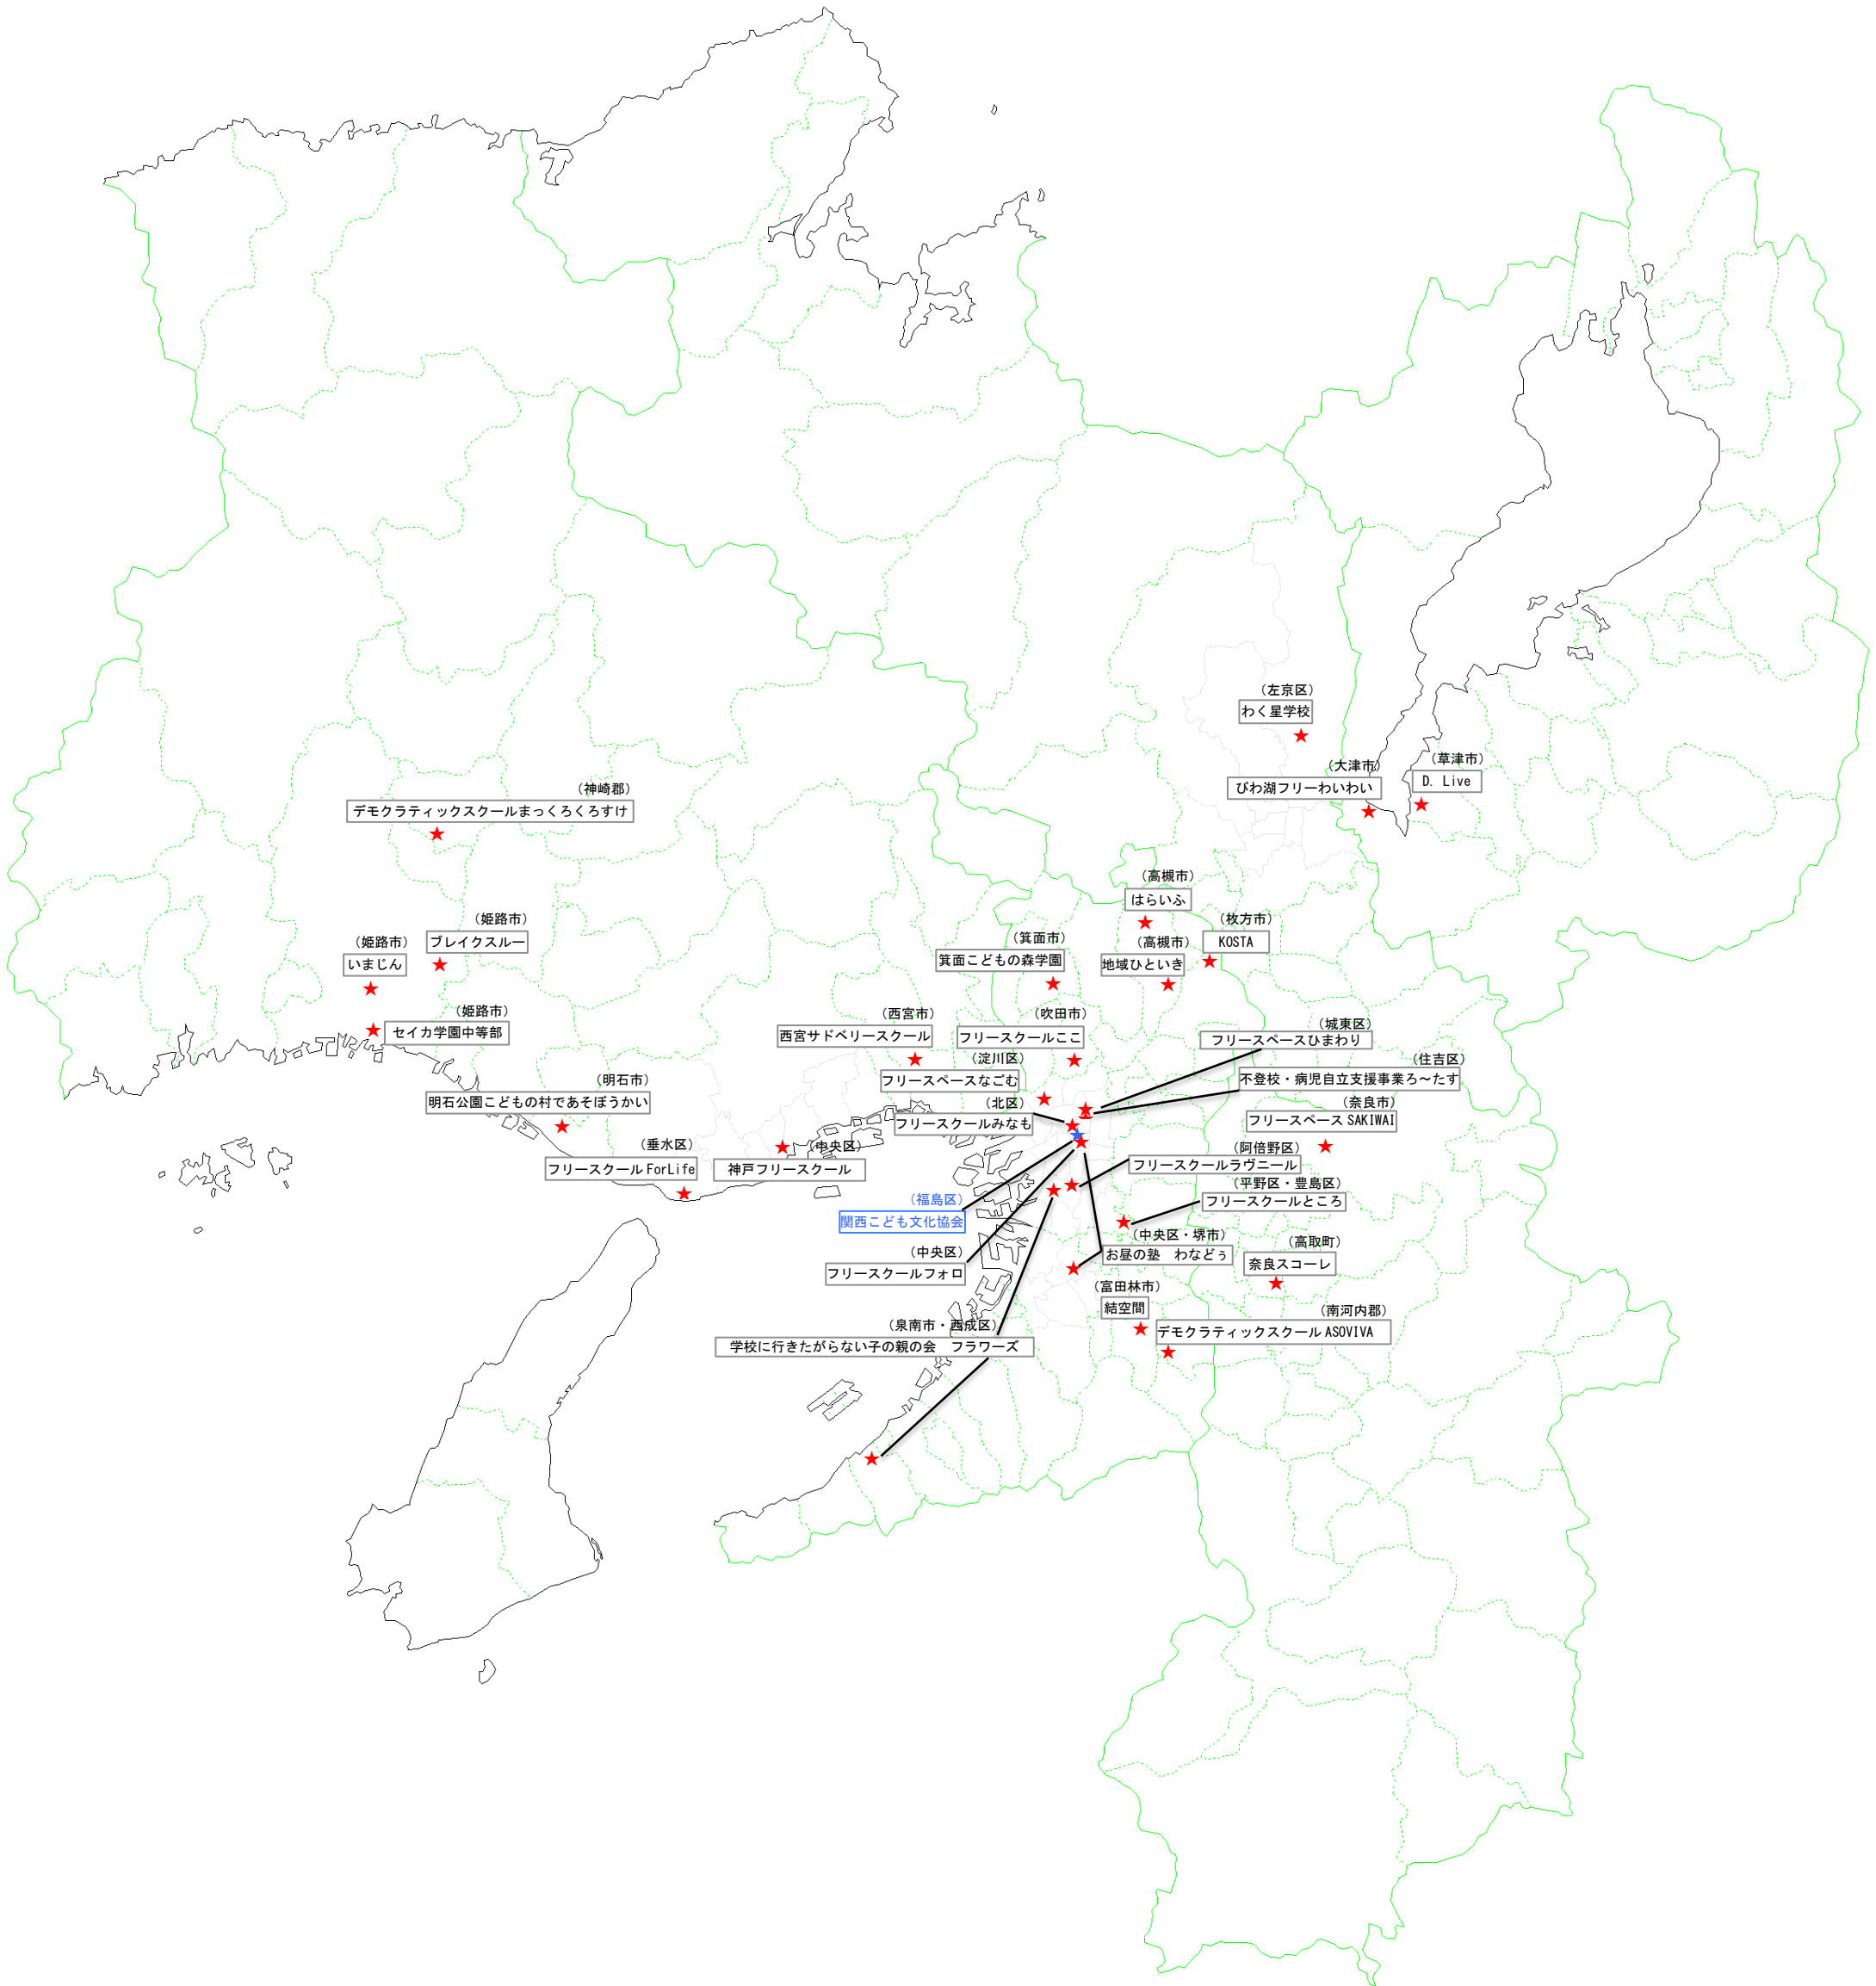 （左京区）
わく星学校
（大津市）
びわ湖フリーわいわい
（草津市）
D. Live
（神崎郡）
デモクラティックスクールまっくろくろすけ
（高槻市）
はらいふ
（姫路市）
ブレイクスルー
（姫路市）
いまじん
（姫路市）
セイカ学園中等部
（箕面市）
箕面こどもの森学園
（高槻市）
地域ひといき
（枚方市）
KOSTA
（西宮市）
西宮サドベリースクール
（吹田市）
フリースクールここ
（城東区）
フリースペースひまわり
（淀川区）
フリースペースなごむ
（住吉区）
不登校・病児自立支援事業ろ～たす
（明石市）
明石公園こどもの村であそぼうかい
（北区）
フリースクールみなも
（奈良市）
フリースペース SAKIWAI
（垂水区）
フリースクール ForLife
（中央区）
神戸フリースクール
（阿倍野区）
フリースクールラヴニール
（平野区・豊島区）
フリースクールところ
（福島区）
関西こども文化協会
（中央区・堺市）
お昼の塾　わなどぅ
（高取町）
奈良スコーレ
（中央区）
フリースクールフォロ
（富田林市）
結空間
（南河内郡）
デモクラティックスクール ASOVIVA
（泉南市・西成区）
学校に行きたがらない子の親の会　フラワーズ